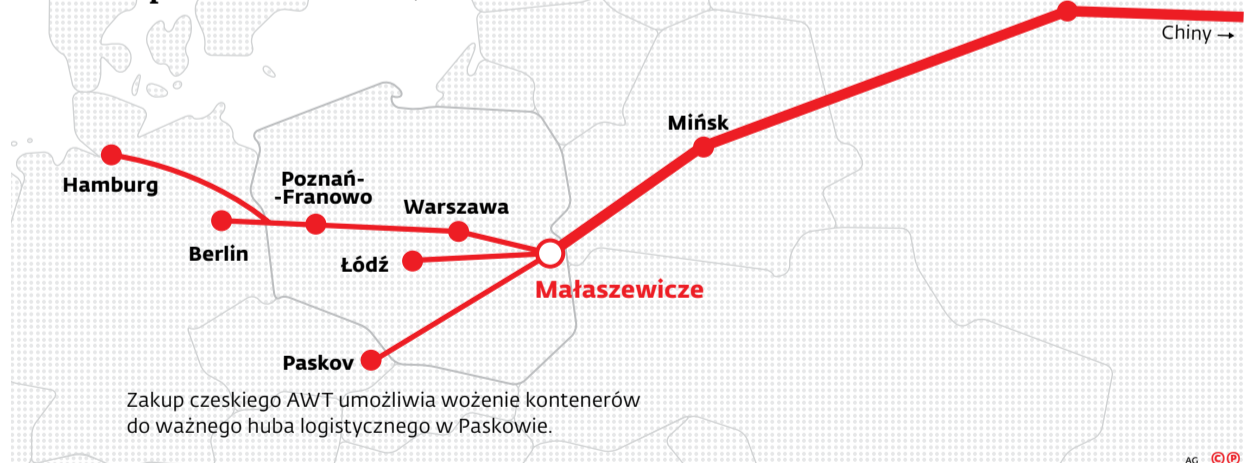 Chiny →
Mińsk
Hamburg
Poznań-
-Franowo
Warszawa
Berlin
Łódź
Małaszewicze
Paskov
Zakup czeskiego AWT umożliwia wożenie kontenerów
do ważnego huba logistycznego w Paskowie.
AG ©℗